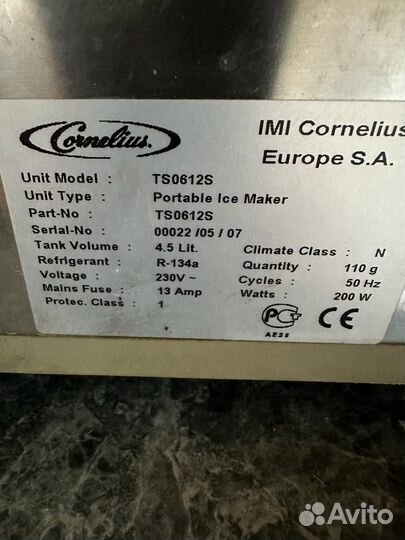 Cornelius.
IMI Cornelius
Europe S.A.
Unit Model : TS0612S
Unit Type : Portable Ice Maker
Part-No : TS0612S
Serial-No : 00022 /05 / 07
Tank Volume : 4.5 Lit. Climate Class : N
Refrigerant : R-134a Quantity : 110 g
Voltage : 230V ~ Cycles : 50 Hz
Mains Fuse : 13 Amp Watts : 200 W
Protec. Class : 1
PC CE
AE25
Avito